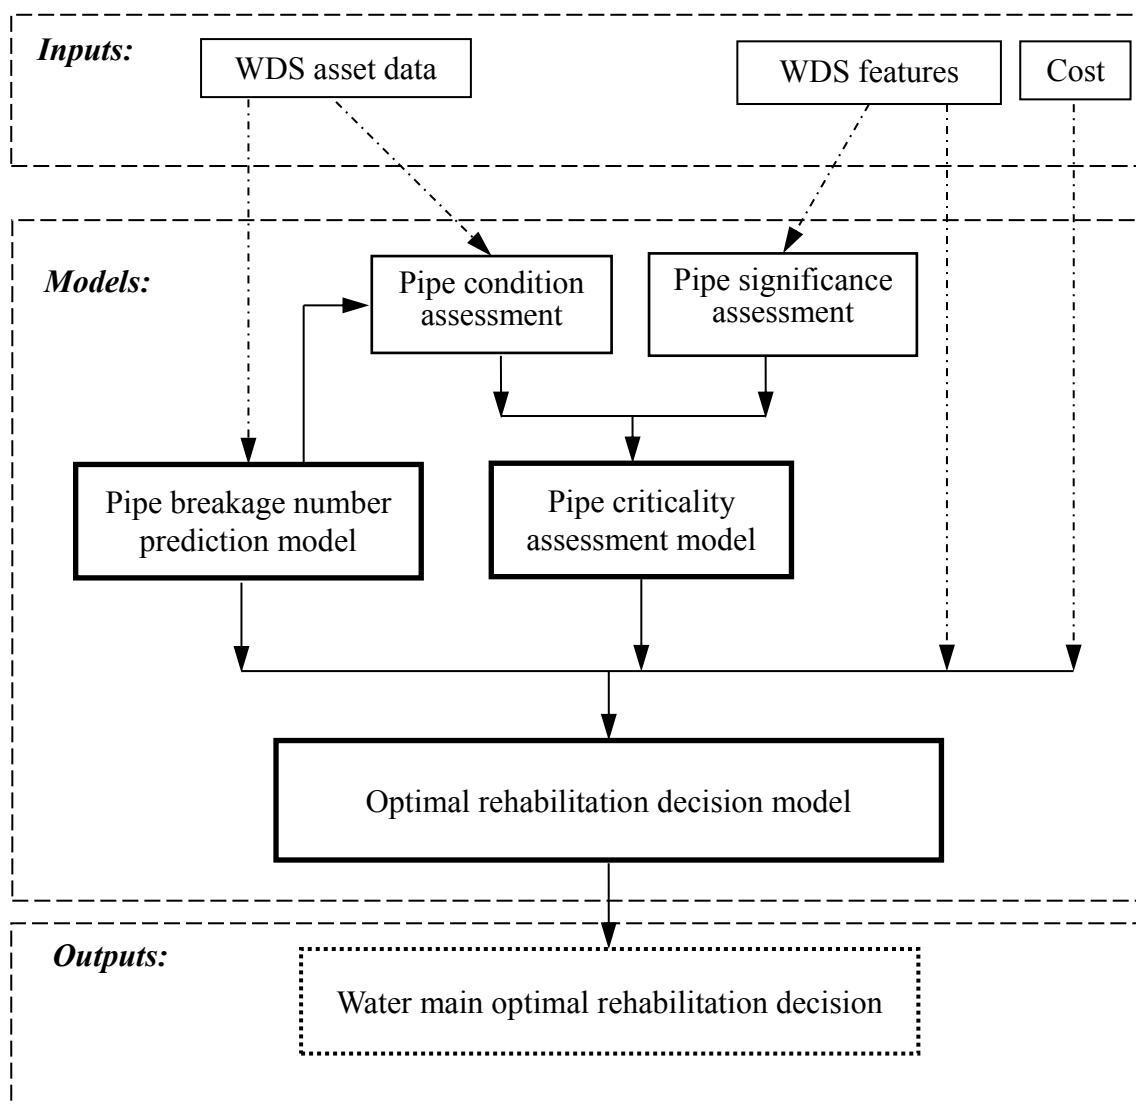 Inputs:
WDS asset data
WDS features
Cost
Models:
Pipe condition
assessment
Pipe significance
assessment
Pipe breakage number
prediction model
Pipe criticality
assessment model
Optimal rehabilitation decision model
Outputs:
Water main optimal rehabilitation decision